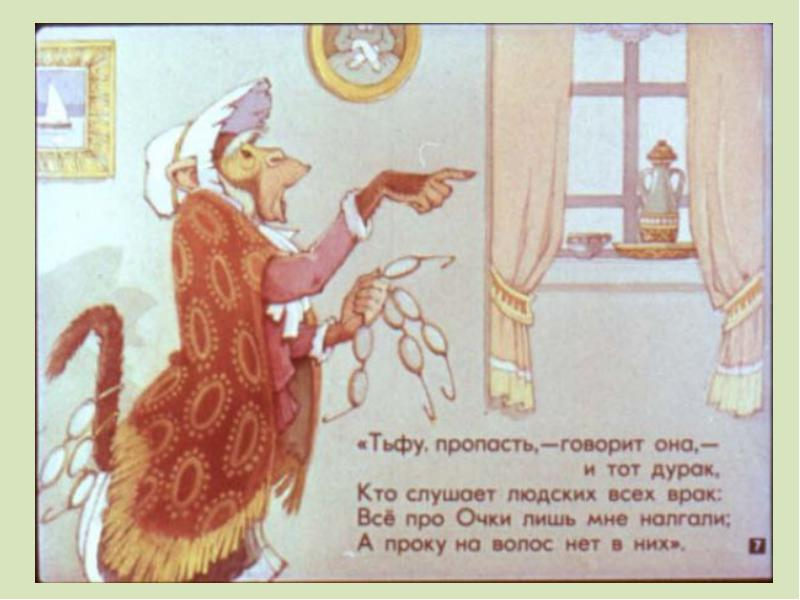 «Тьфу, пропасть,—говорит она,—
и тот дурак,
Кто слушает людских всех врак:
Всё про Очки лишь мне налгали;
А проку на волос нет в них».
7